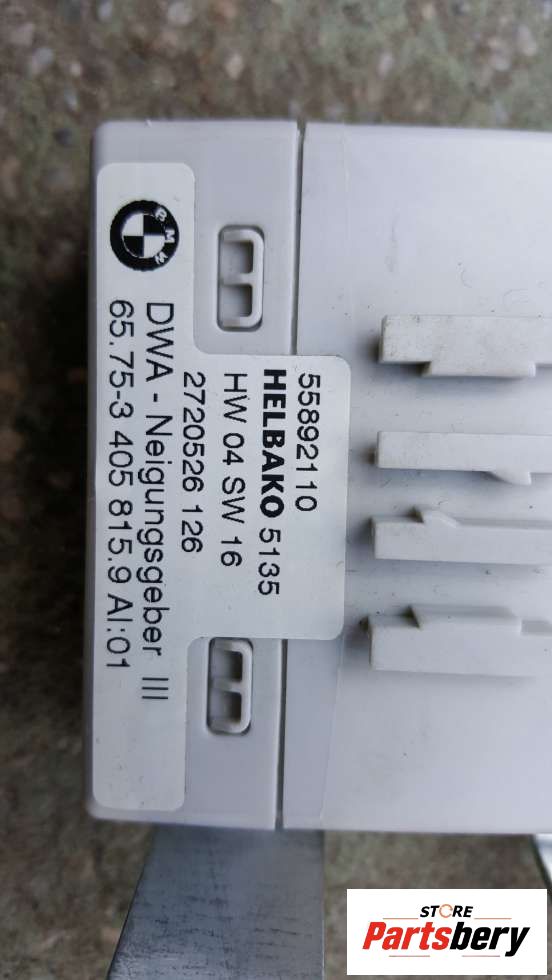 BMW
55892110
HELBAKO 5135
HW 04 SW 16
2720526 126
DWA - Neigungsgeber III
65.75-3 405 815.9 AI:01
STORE
Partsbery